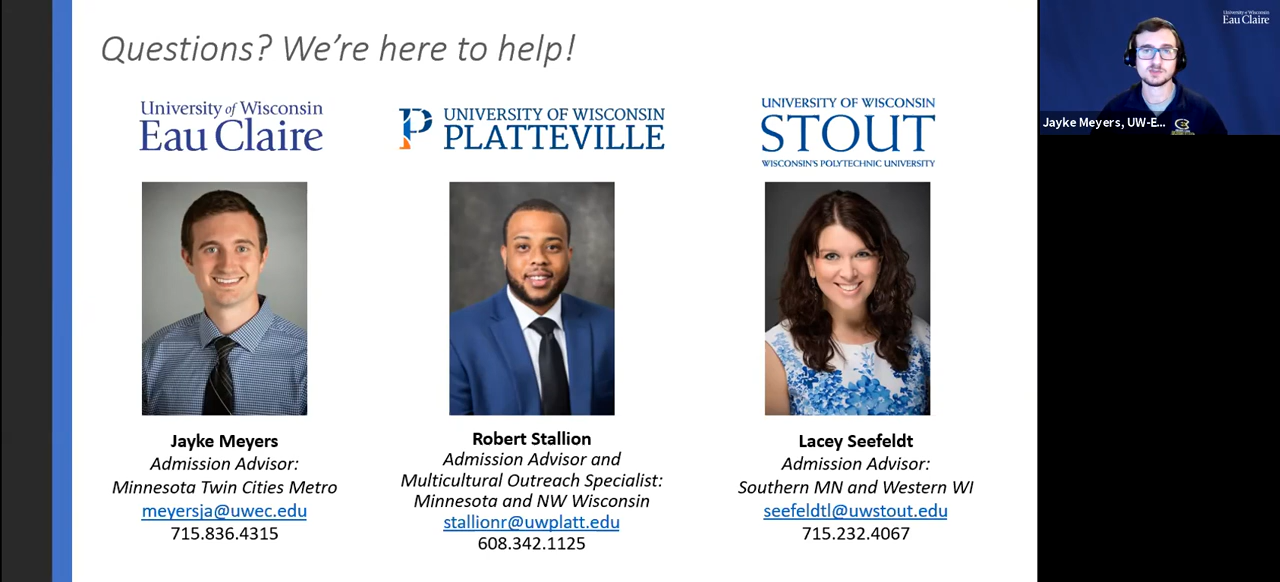 Questions? We're here to help!
University of Wisconsin
Eau Claire
UNIVERSITY OF WISCONSIN
PLATTEVILLE
UNIVERSITY OF WISCONSIN
STOUT
WISCONSIN'S POLYTECHNIC UNIVERSITY
Jayke Meyers
Admission Advisor:
Minnesota Twin Cities Metro
meyersja@uwec.edu
715.836.4315
Robert Stallion
Admission Advisor and
Multicultural Outreach Specialist:
Minnesota and NW Wisconsin
stallionr@uwplatt.edu
608.342.1125
Lacey Seefeldt
Admission Advisor:
Southern MN and Western WI
seefeldtl@uwstout.edu
715.232.4067
University of Wisconsin
Eau Claire
Jayke Meyers, UW-E...